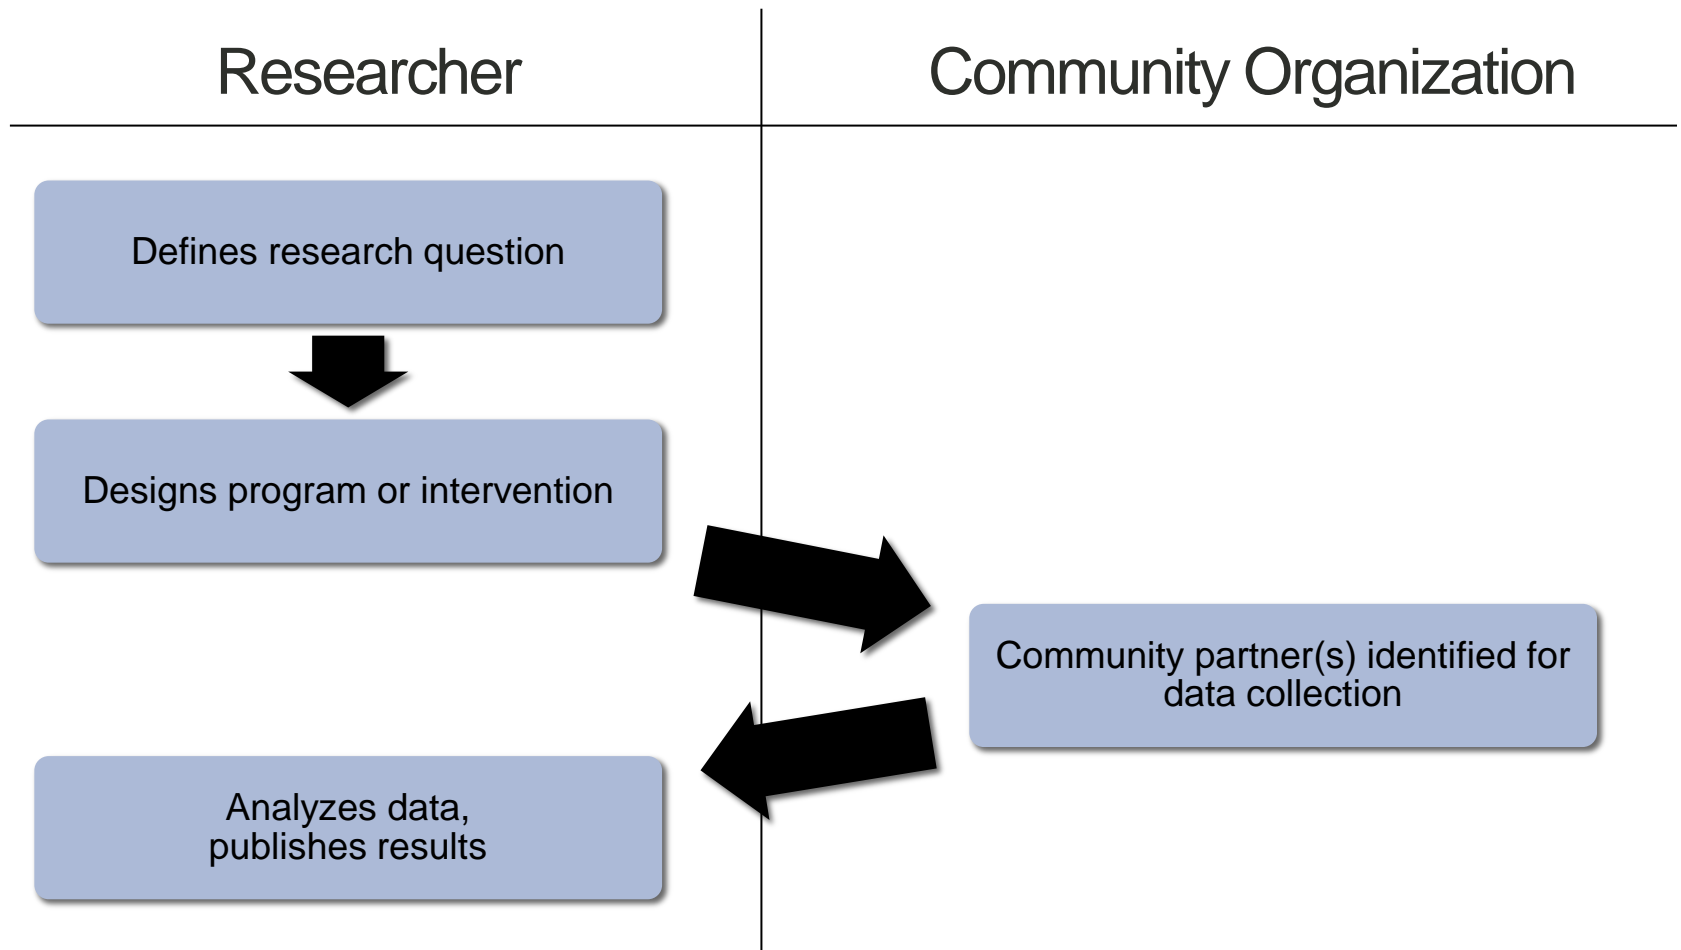 Researcher
Community Organization
Defines research question
Designs program or intervention
Community partner(s) identified for
data collection
Analyzes data,
publishes results